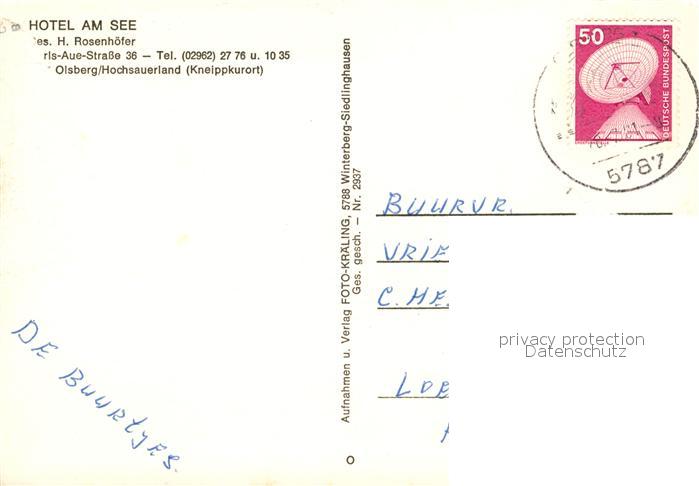 HOTEL AM SEE
es. H. Rosenhöfer
rls-Aue-Straße 36 — Tel. (02962) 27 76 u. 10 35
Olsberg/Hochsauerland (Kneippkurort)
DE BUURTJES.
Aufnahmen u. Verlag FOTO-KRÄLING, 5788 Winterberg-Siedlinghausen
Ges. gesch. — Nr. 2937
50
DEUTSCHE BUNDESPOST
5787
BUURVR.
VRIE
C. HE
LOE
privacy protection
Datenschutz